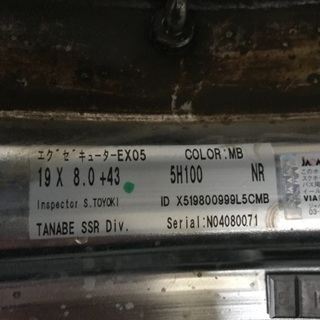 エグゼキューターEX05 COLOR:MB
19 X 8.0 +43 5H100 NR
Inspector S.TOYOKI ID X519800999L5CMB
TANABE SSR Div. Serial:N04080071